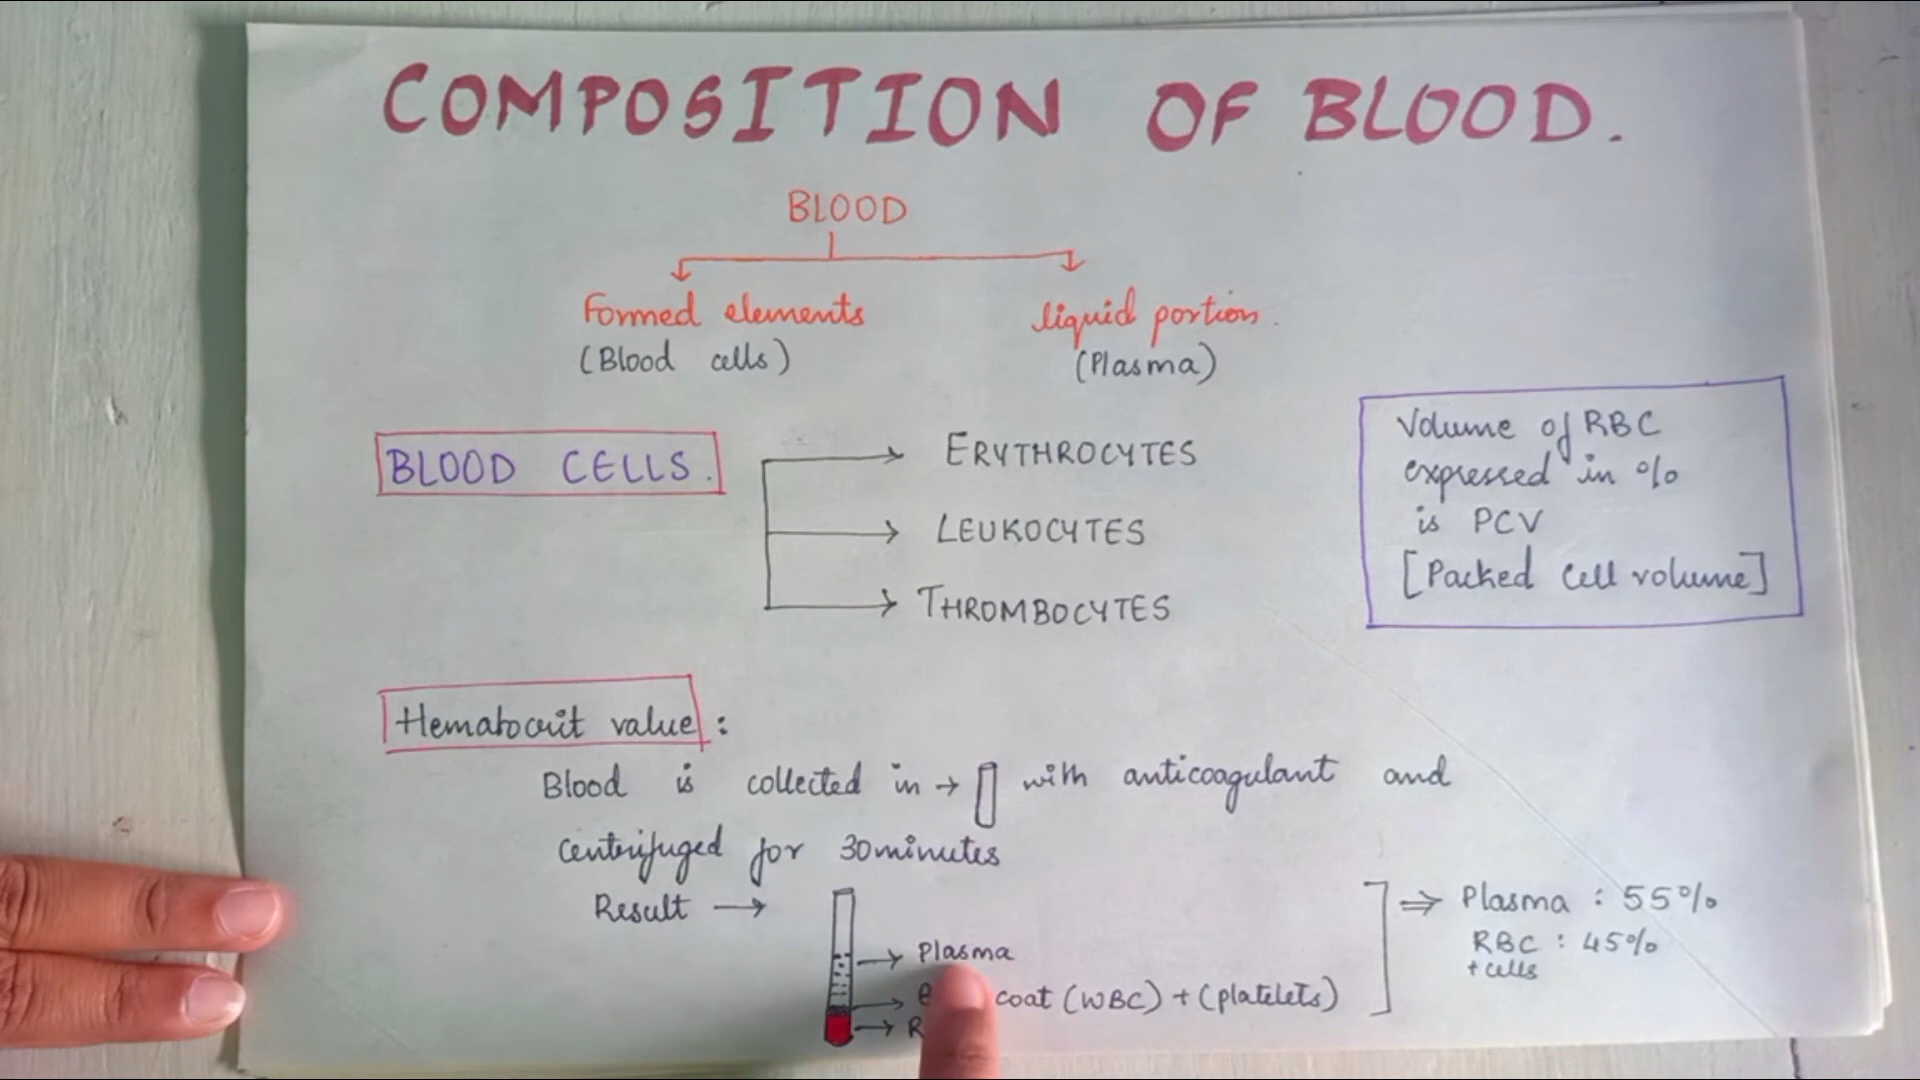 COMPOSITION OF BLOOD.
BLOOD
Formed elements
(Blood cells)
liquid portion.
(Plasma)
BLOOD CELLS.
ERYTHROCYTES
LEUKOCYTES
THROMBOCYTES
Volume of RBC
expressed in %
is PCV
[Packed cell volume]
Hematocrit value :
Blood is collected in → with anticoagulant and
centrifuged for 30 minutes
Result →
Plasma
coat (WBC) + (platelets)
⇒ Plasma : 55%
RBC : 45%
+ cells